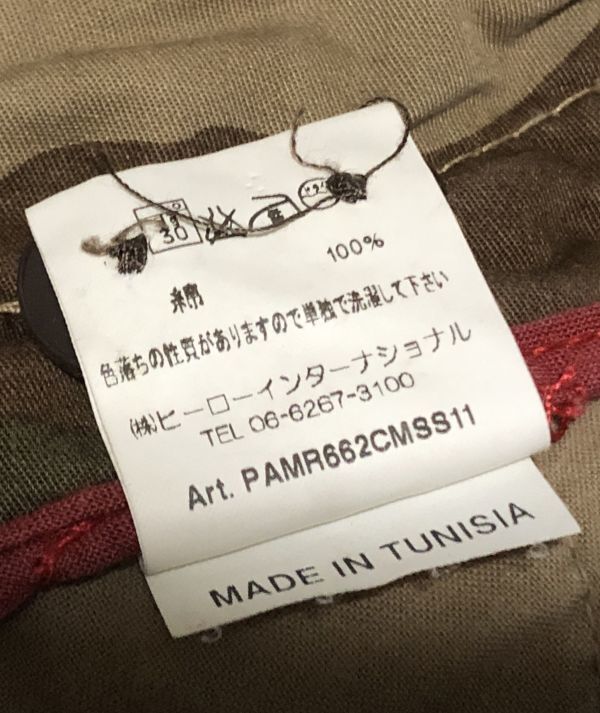 30
綿 100%
色落ちの性質がありますので単独で洗濯して下さい
(株)ヒーローインターナショナル
TEL 06-6267-3100
Art. PAMR662CMSS11
MADE IN TUNISIA